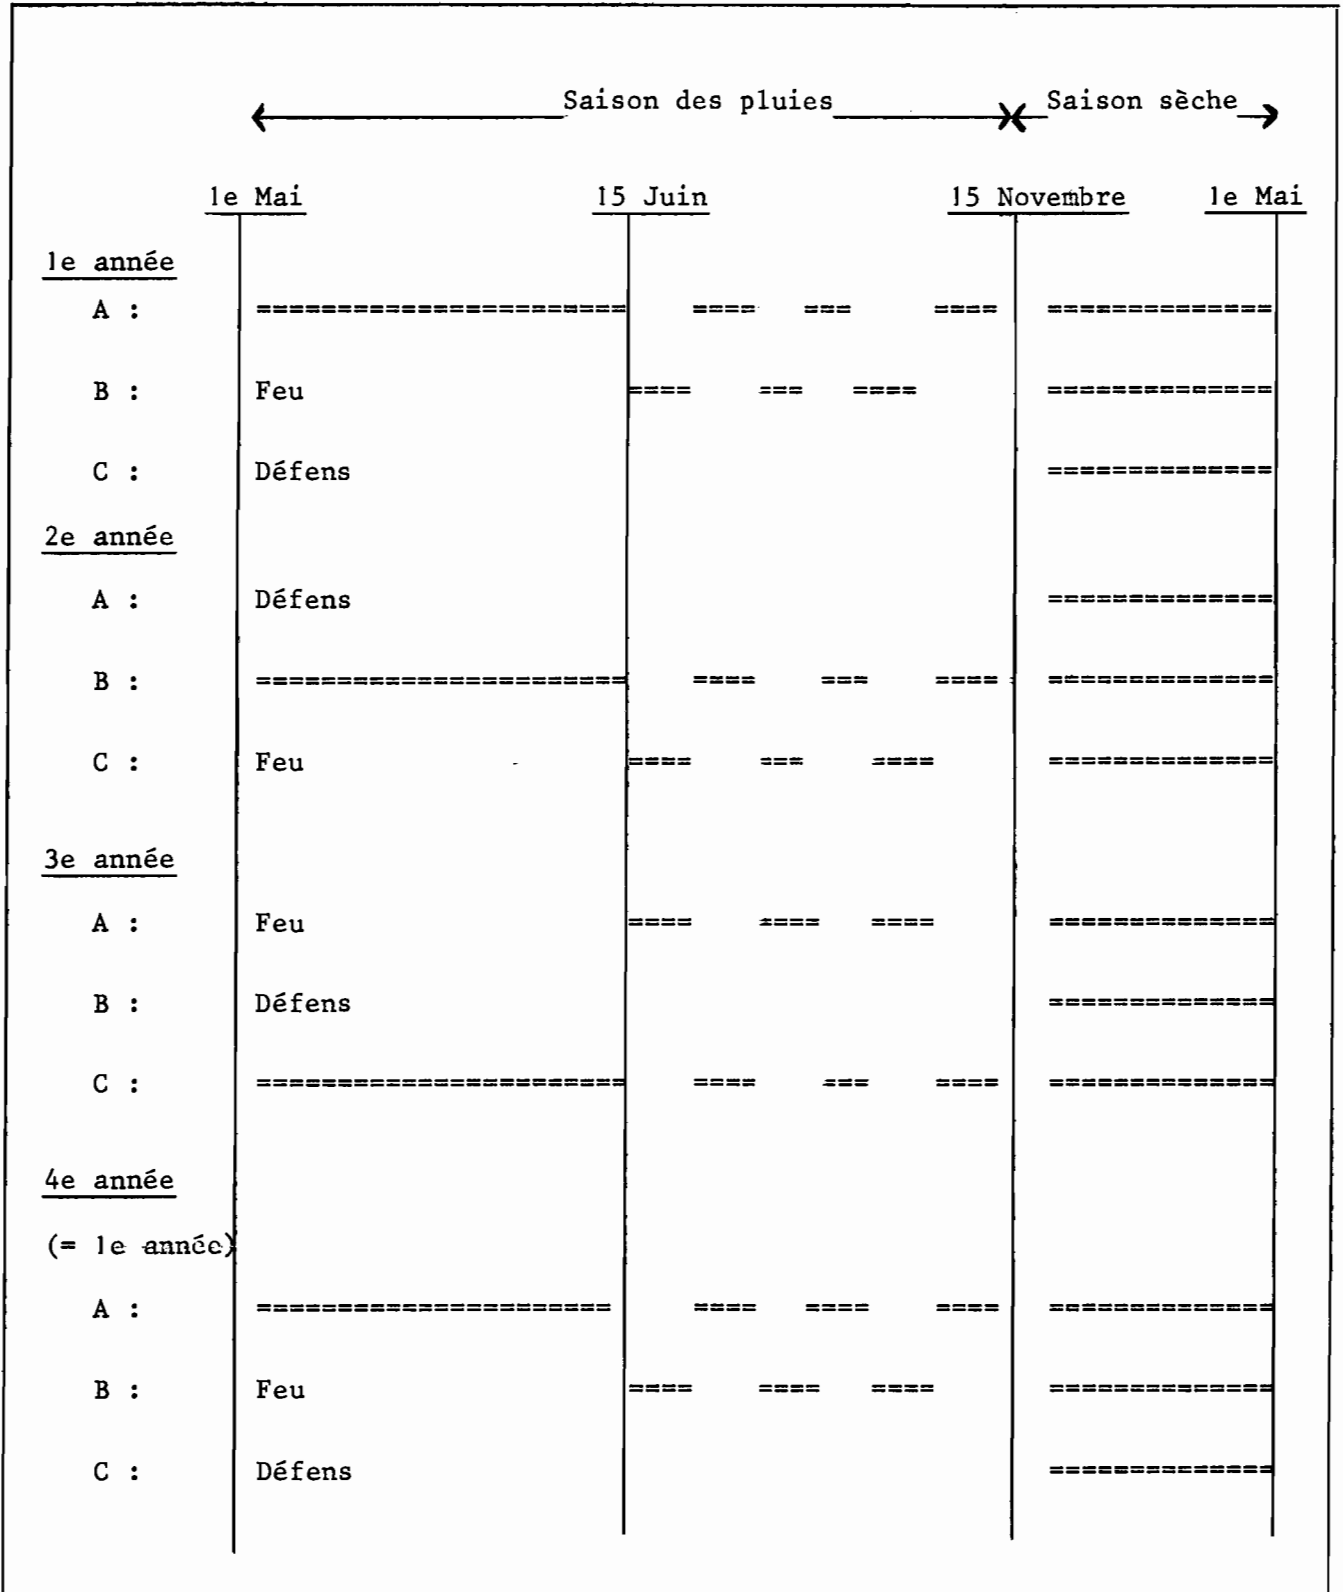 Saison des pluies Saison sèche
1e Mai 15 Juin 15 Novembre 1e Mai
1e année
A : ======================= ==== === ==== ==============
B : Feu ==== === ==== ==============
C : Défens ==============
2e année
A : Défens ==============
B : ======================= ==== === ==== ==============
C : Feu ==== === ==== ==============
3e année
A : Feu ==== ==== ==== ==============
B : Défens ==============
C : ======================= ==== === ==== ==============
4e année
(= 1e année)
A : ====================== ==== ==== ==== ==============
B : Feu ==== ==== ==== ==============
C : Défens ==============